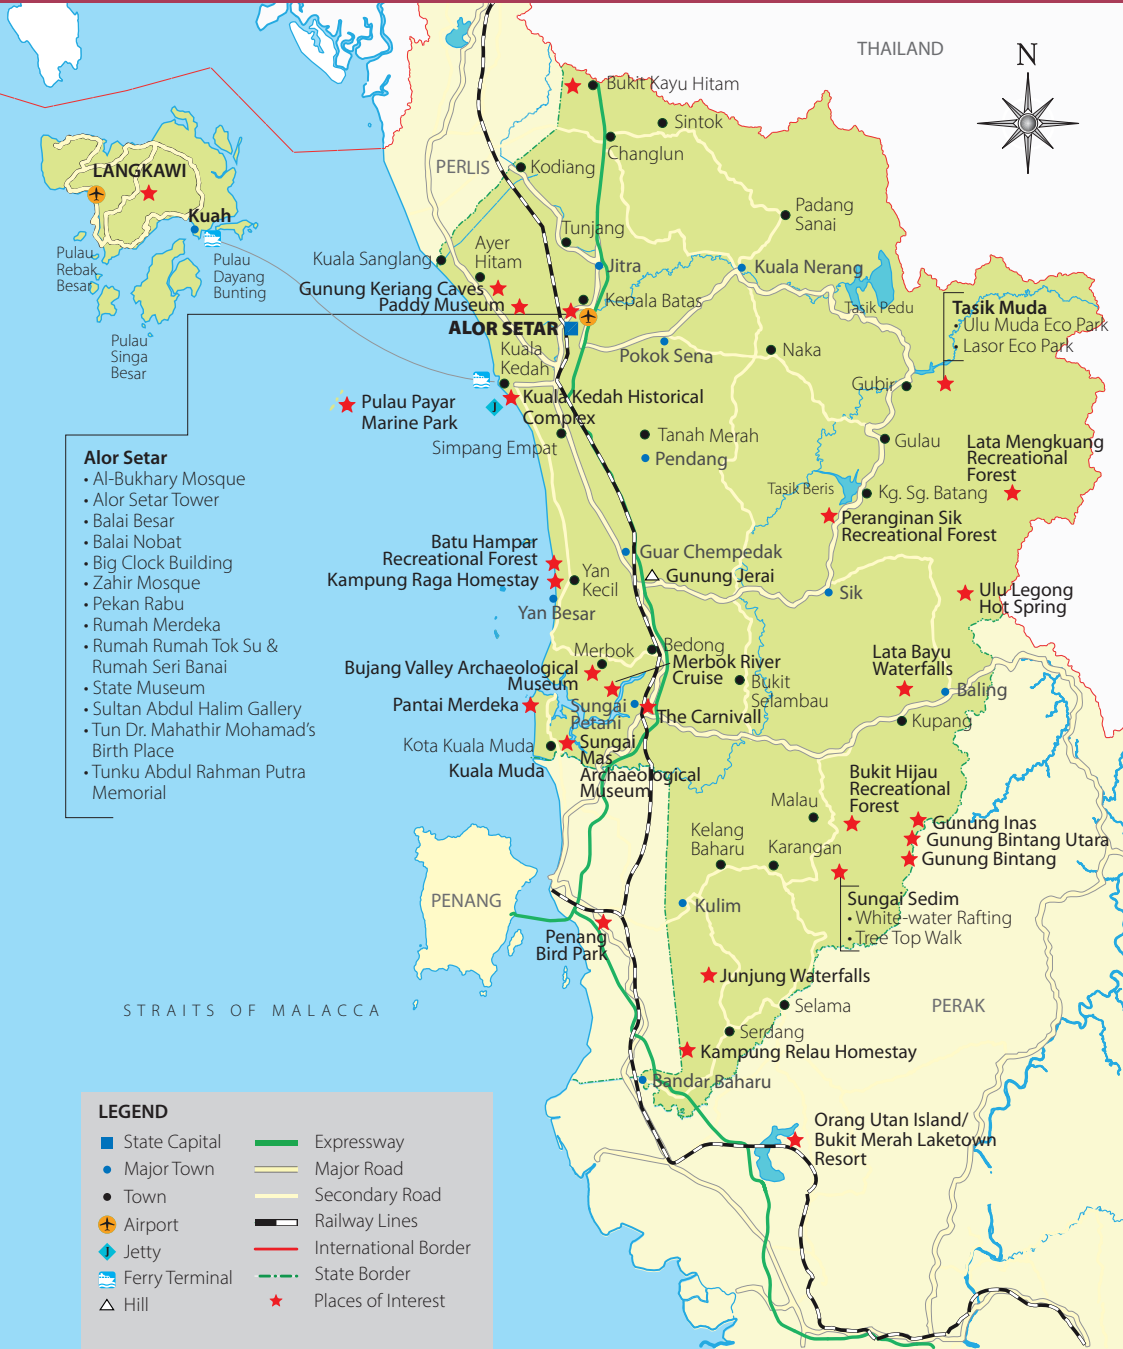 THAILAND
N
Bukit Kayu Hitam
Sintok
Changlun
PERLIS
Kodiang
LANGKAWI
Kuah
Padang
Sanai
Tunjang
Pulau
Rebak
Besar
Pulau
Dayang
Bunting
Kuala Sanglang
Ayer
Hitam
Jitra
Kuala Nerang
Gunung Keriang Caves
Paddy Museum
Kepala Batas
Tasik Pedu
Tasik Muda
• Ulu Muda Eco Park
• Lasor Eco Park
ALOR SETAR
Pulau
Singa
Besar
Kuala
Kedah
Pokok Sena
Naka
Gubir
Pulau Payar
Marine Park
J
Kuala Kedah Historical
Complex
Simpang Empat
Tanah Merah
Pendang
Gulau
Lata Mengkuang
Recreational
Forest
Tasik Beris
Kg. Sg. Batang
Peranginan Sik
Recreational Forest
Alor Setar
• Al-Bukhary Mosque
• Alor Setar Tower
• Balai Besar
• Balai Nobat
• Big Clock Building
• Zahir Mosque
• Pekan Rabu
• Rumah Merdeka
• Rumah Rumah Tok Su &
Rumah Seri Banai
• State Museum
• Sultan Abdul Halim Gallery
• Tun Dr. Mahathir Mohamad's
Birth Place
• Tunku Abdul Rahman Putra
Memorial
Batu Hampar
Recreational Forest
Kampung Raga Homestay
Yan
Kecil
Yan Besar
Guar Chempedak
Gunung Jerai
Sik
Ulu Legong
Hot Spring
Merbok
Bedong
Bujang Valley Archaeological
Museum
Merbok River
Cruise
Bukit
Selambau
Lata Bayu
Waterfalls
Baling
Kupang
Pantai Merdeka
Sungai
Petani
The Carnivall
Kota Kuala Muda
Kuala Muda
Sungai
Mas
Archaeological
Museum
Bukit Hijau
Recreational
Forest
Malau
Kelang
Baharu
Karangan
Gunung Inas
Gunung Bintang Utara
Gunung Bintang
Sungai Sedim
• White-water Rafting
• Tree Top Walk
PENANG
Kulim
Penang
Bird Park
Junjung Waterfalls
STRAITS OF MALACCA
Selama
PERAK
Serdang
Kampung Relau Homestay
Bandar Baharu
Orang Utan Island/
Bukit Merah Laketown
Resort
LEGEND
State Capital
Major Town
Town
Airport
J Jetty
Ferry Terminal
Hill
Expressway
Major Road
Secondary Road
Railway Lines
International Border
State Border
Places of Interest